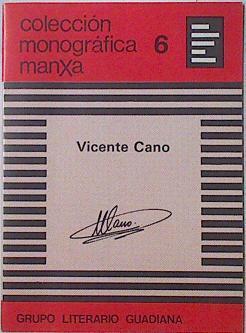 colección
monográfica 6
manXa
Vicente Cano
GRUPO LITERARIO GUADIANA